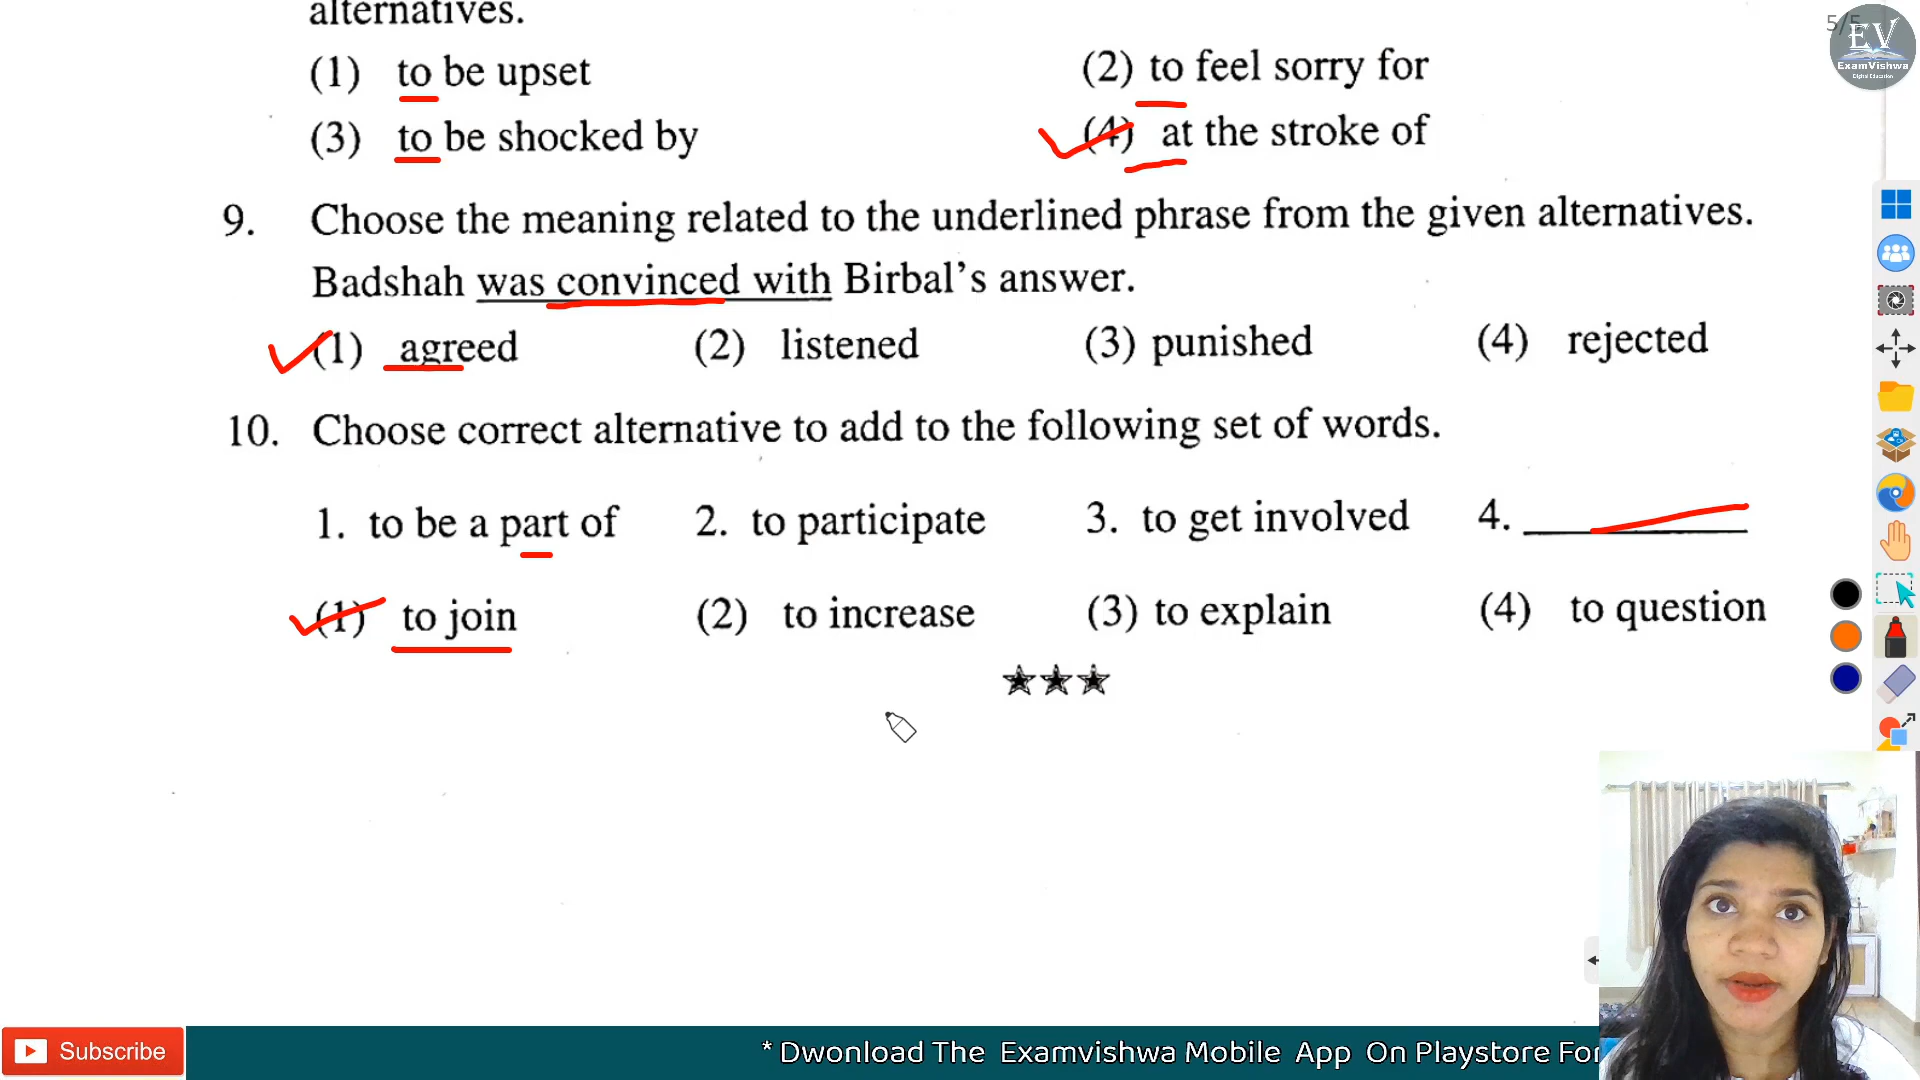 alternatives.
5/5
EV
ExamVishwa
Digital Education
(1) to be upset (2) to feel sorry for
(3) to be shocked by (4) at the stroke of
9. Choose the meaning related to the underlined phrase from the given alternatives.
Badshah was convinced with Birbal's answer.
(1) agreed (2) listened (3) punished (4) rejected
10. Choose correct alternative to add to the following set of words.
1. to be a part of 2. to participate 3. to get involved 4. ________
(1) to join (2) to increase (3) to explain (4) to question
Subscribe
* Dwonload The Examvishwa Mobile App On Playstore For